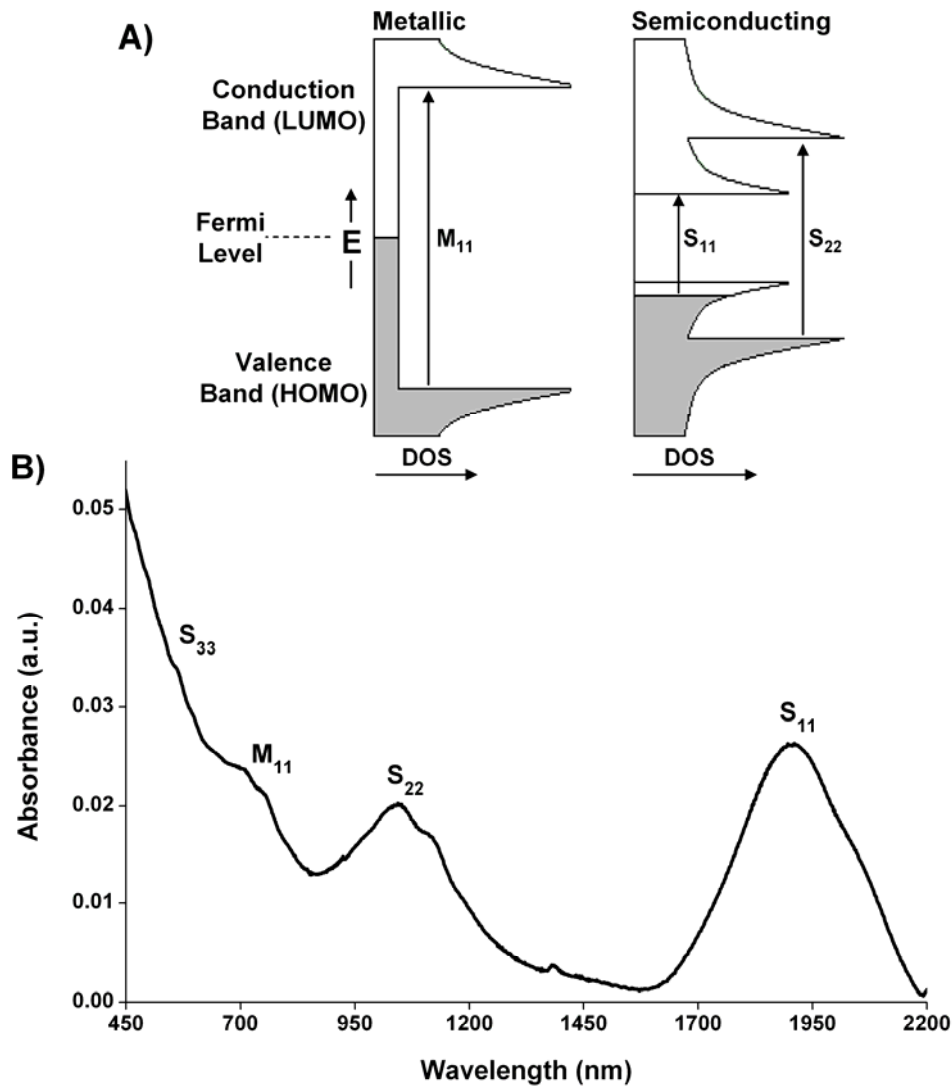 A)
Metallic
Semiconducting
Conduction
Band (LUMO)
Fermi
Level
E
M₁₁
S₁₁
S₂₂
Valence
Band (HOMO)
DOS
DOS
B)
Absorbance (a.u.)
0.05
0.04
0.03
0.02
0.01
0.00
S₃₃
M₁₁
S₂₂
S₁₁
450 700 950 1200 1450 1700 1950 2200
Wavelength (nm)